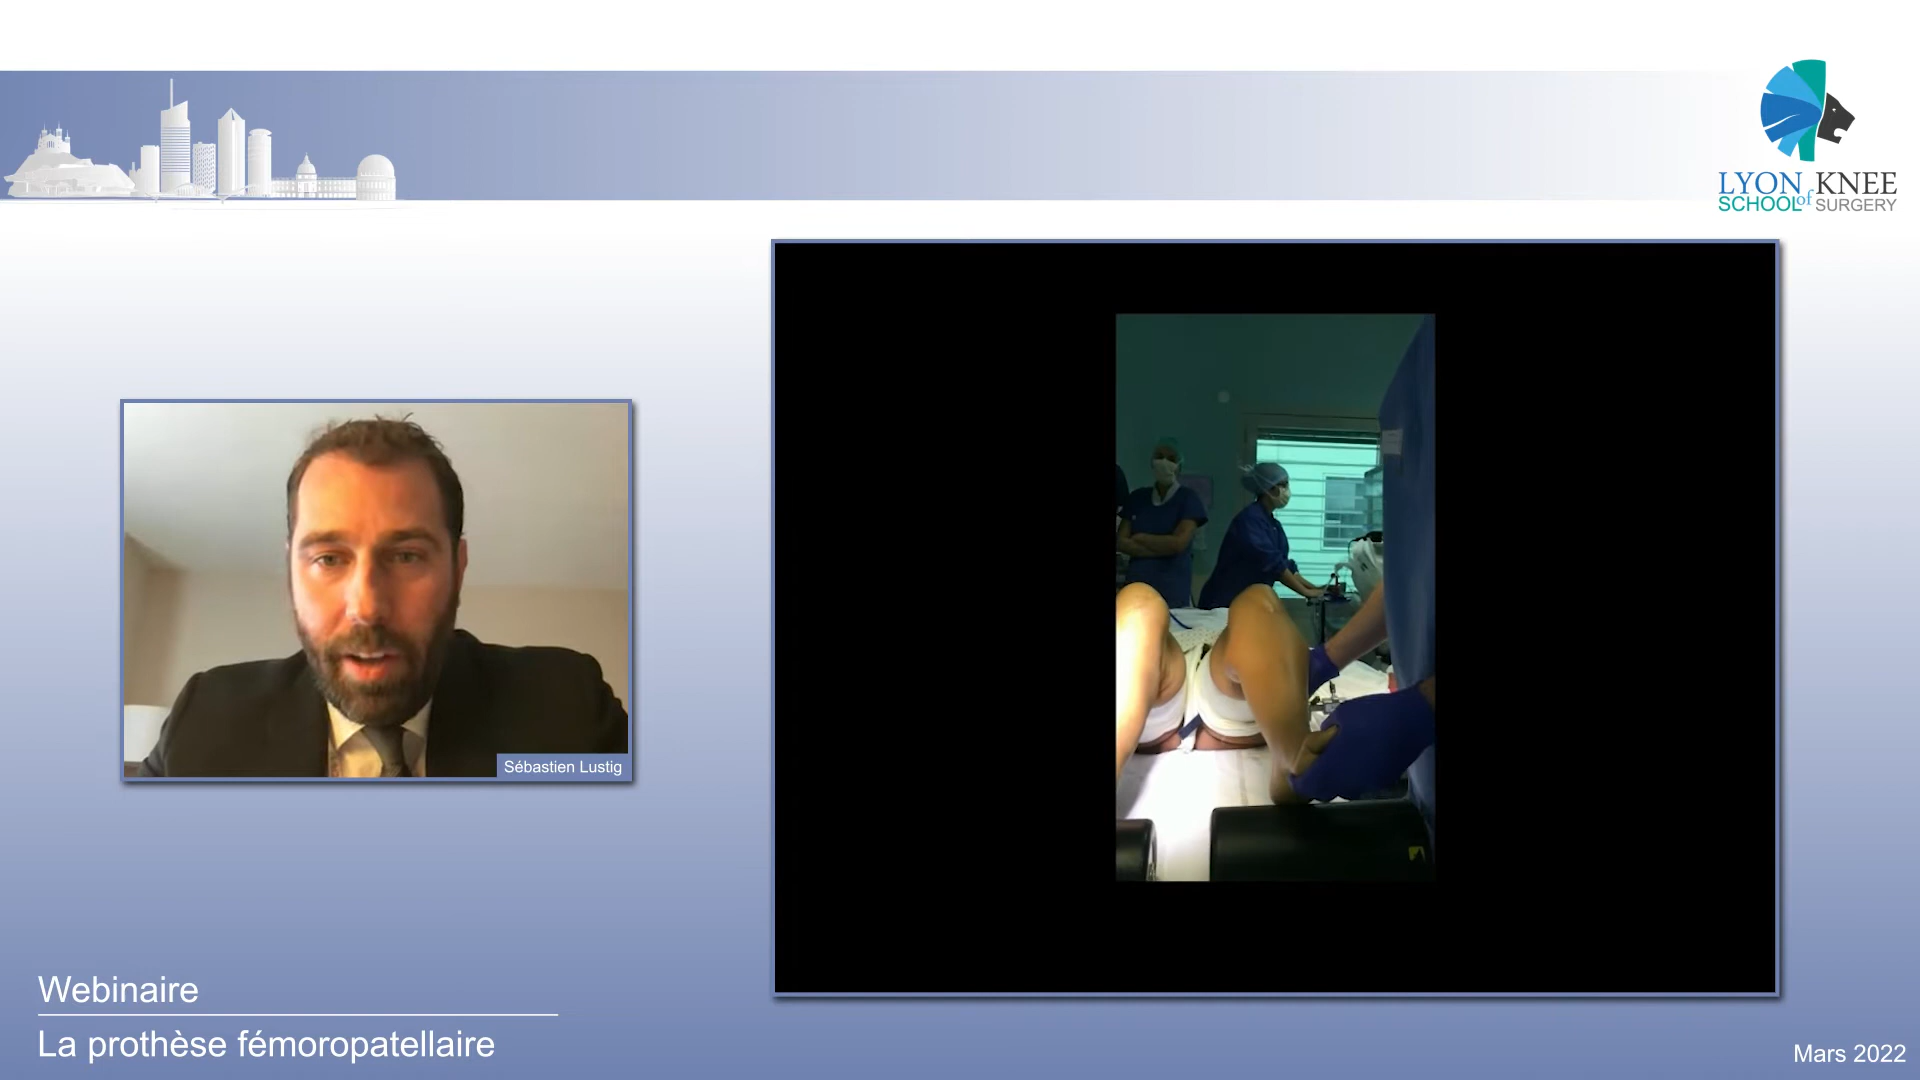 LYON KNEE
SCHOOL of SURGERY
Sébastien Lustig
Webinaire
La prothèse fémoropatellaire
Mars 2022